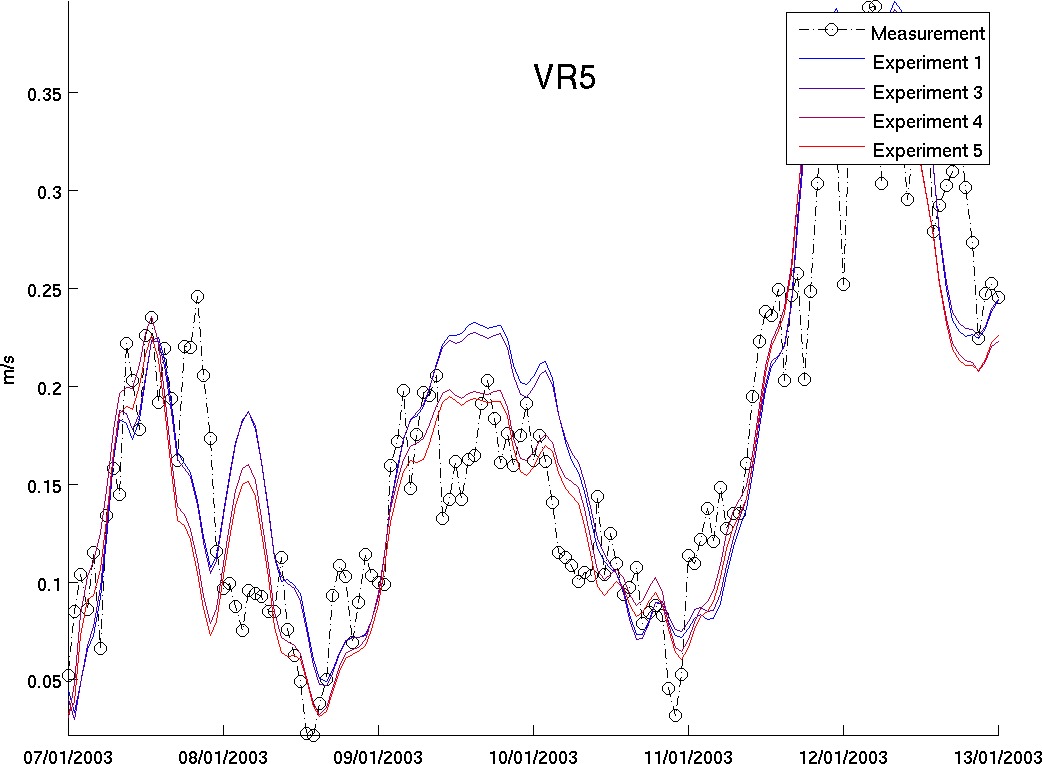 VR5
Measurement
Experiment 1
Experiment 3
Experiment 4
Experiment 5
m/s
0.35
0.3
0.25
0.2
0.15
0.1
0.05
07/01/2003 08/01/2003 09/01/2003 10/01/2003 11/01/2003 12/01/2003 13/01/2003